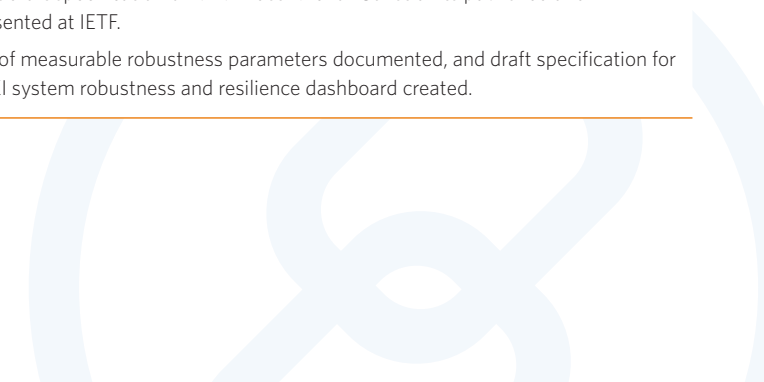 sented at IETF.
of measurable robustness parameters documented, and draft specification for
system robustness and resilience dashboard created.